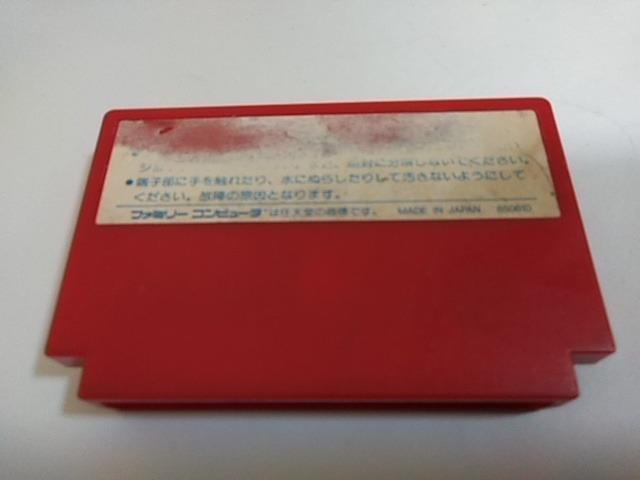 絶対に分解しないでください。
●端子部に手を触れたり、水にぬらしたりして汚さないようにして
ください。故障の原因となります。
ファミリーコンピュータ™は任天堂の商標です。 MADE IN JAPAN 850610